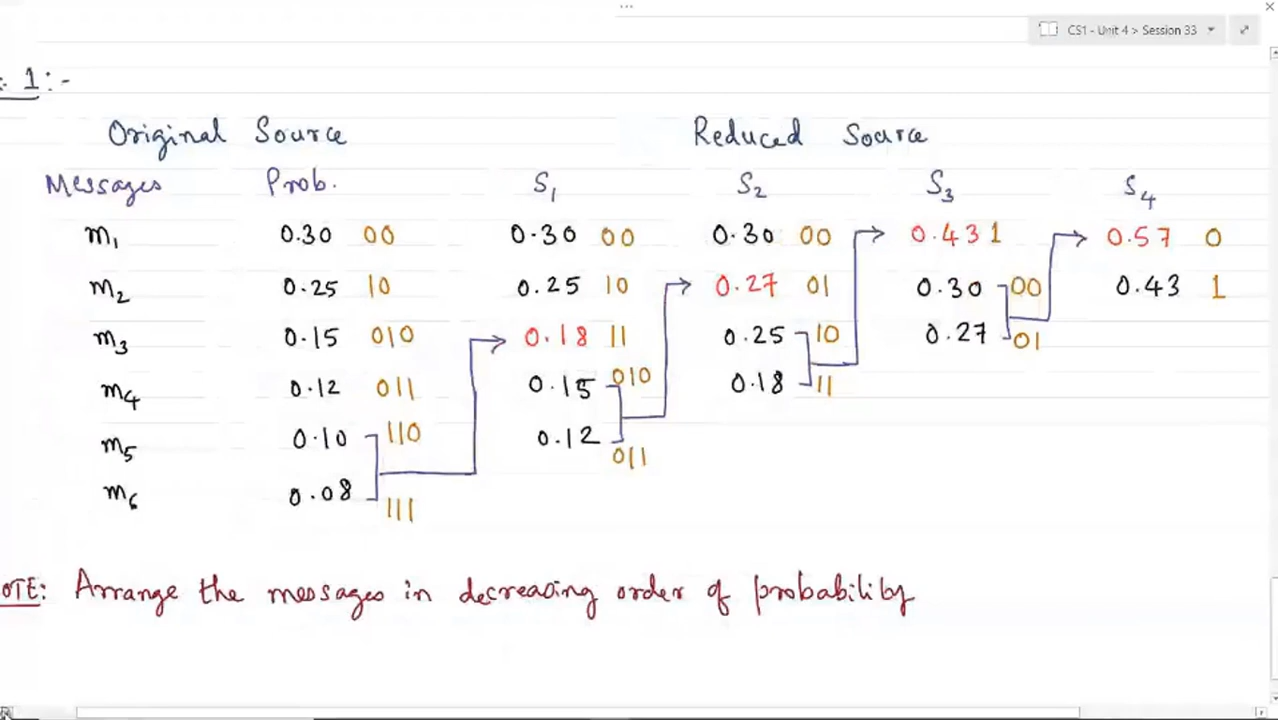 CS1 - Unit 4 > Session 33
. 1:-
Original Source Reduced Source
Messages Prob. S1 S2 S3 S4
m1 0.30 00 0.30 00 0.30 00 0.43 1 0.57 0
m2 0.25 10 0.25 10 0.27 01 0.30 00 0.43 1
m3 0.15 010 0.18 11 0.25 10 0.27 01
m4 0.12 011 0.15 010 0.18 11
m5 0.10 110 0.12 011
m6 0.08 111
OTE: Arrange the messages in decreasing order of probability